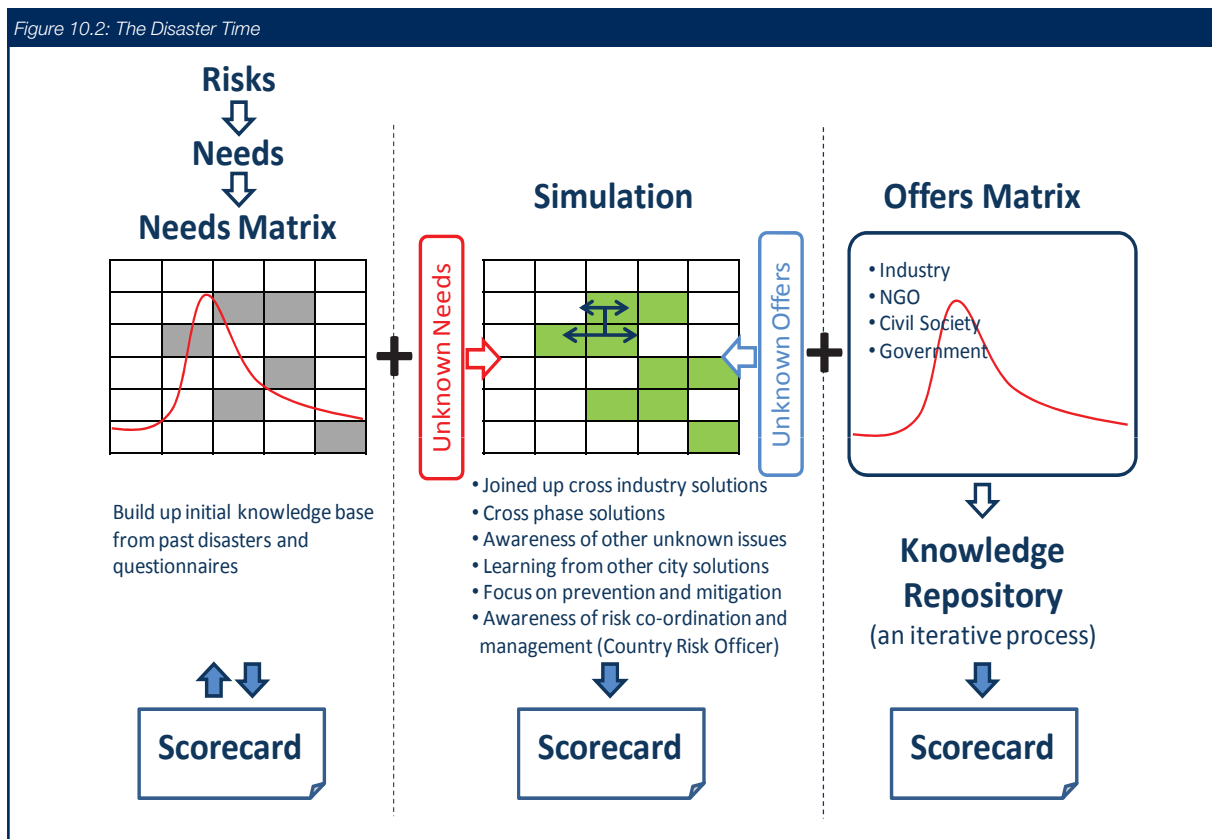 Figure 10.2: The Disaster Time
Risks
Needs
Needs Matrix
Build up initial knowledge base
from past disasters and
questionnaires
Scorecard
Unknown Needs
Simulation
Unknown Offers
• Joined up cross industry solutions
• Cross phase solutions
• Awareness of other unknown issues
• Learning from other city solutions
• Focus on prevention and mitigation
• Awareness of risk co-ordination and
management (Country Risk Officer)
Scorecard
Offers Matrix
• Industry
• NGO
• Civil Society
• Government
Knowledge
Repository
(an iterative process)
Scorecard